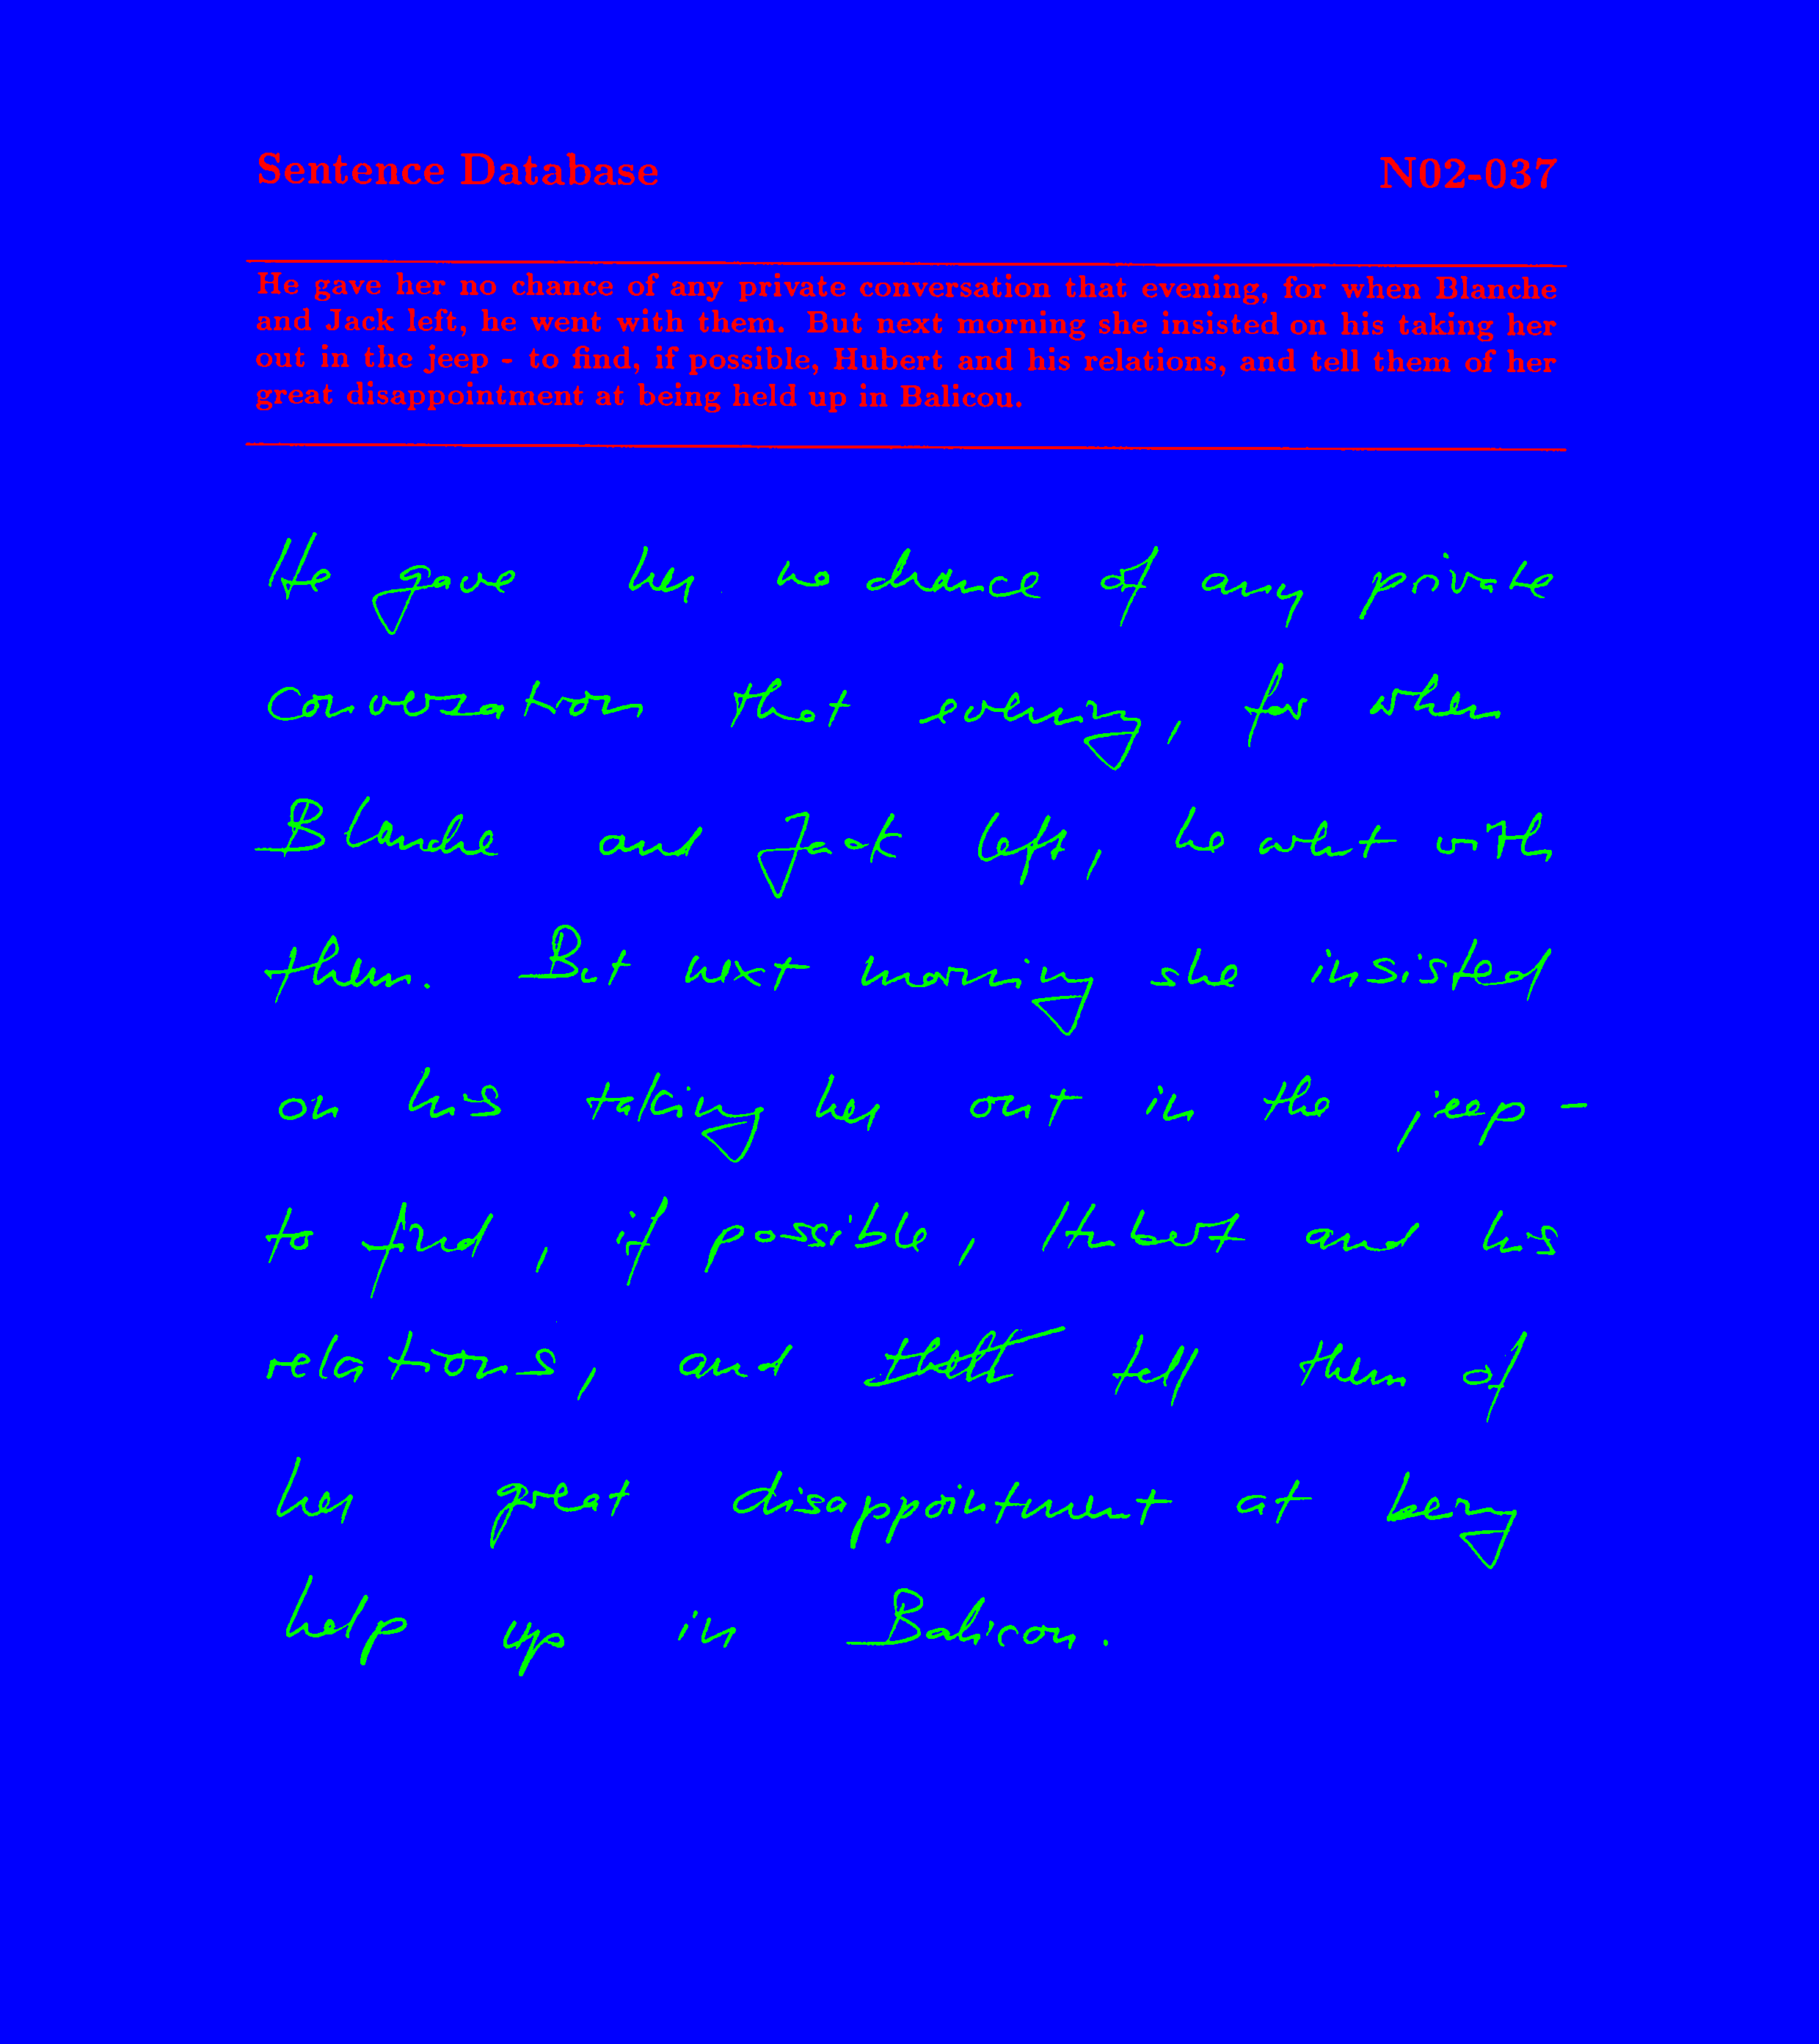 Sentence Database N02-037
He gave her no chance of any private conversation that evening, for when Blanche
and Jack left, he went with them. But next morning she insisted on his taking her
out in the jeep - to find, if possible, Hubert and his relations, and tell them of her
great disappointment at being held up in Balicou.
He gave her no chance of any private
conversation that evening, for when
Blanche and Jack left, he went with
them. But next morning she insisted
on his taking her out in the jeep -
to find, if possible, Hubert and his
relations, and tell them of
her great disappointment at being
help up in Balicou.